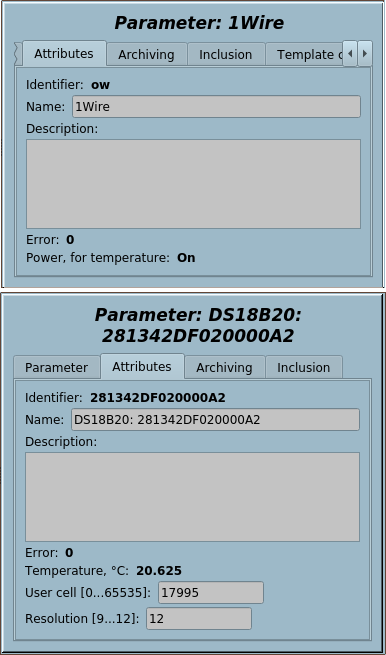 Parameter: 1Wire
Attributes Archiving Inclusion Template
Identifier: ow
Name: 1Wire
Description:
Error: 0
Power, for temperature: On
Parameter: DS18B20:
281342DF020000A2
Parameter Attributes Archiving Inclusion
Identifier: 281342DF020000A2
Name: DS18B20: 281342DF020000A2
Description:
Error: 0
Temperature, °C: 20.625
User cell [0...65535]: 17995
Resolution [9...12]: 12